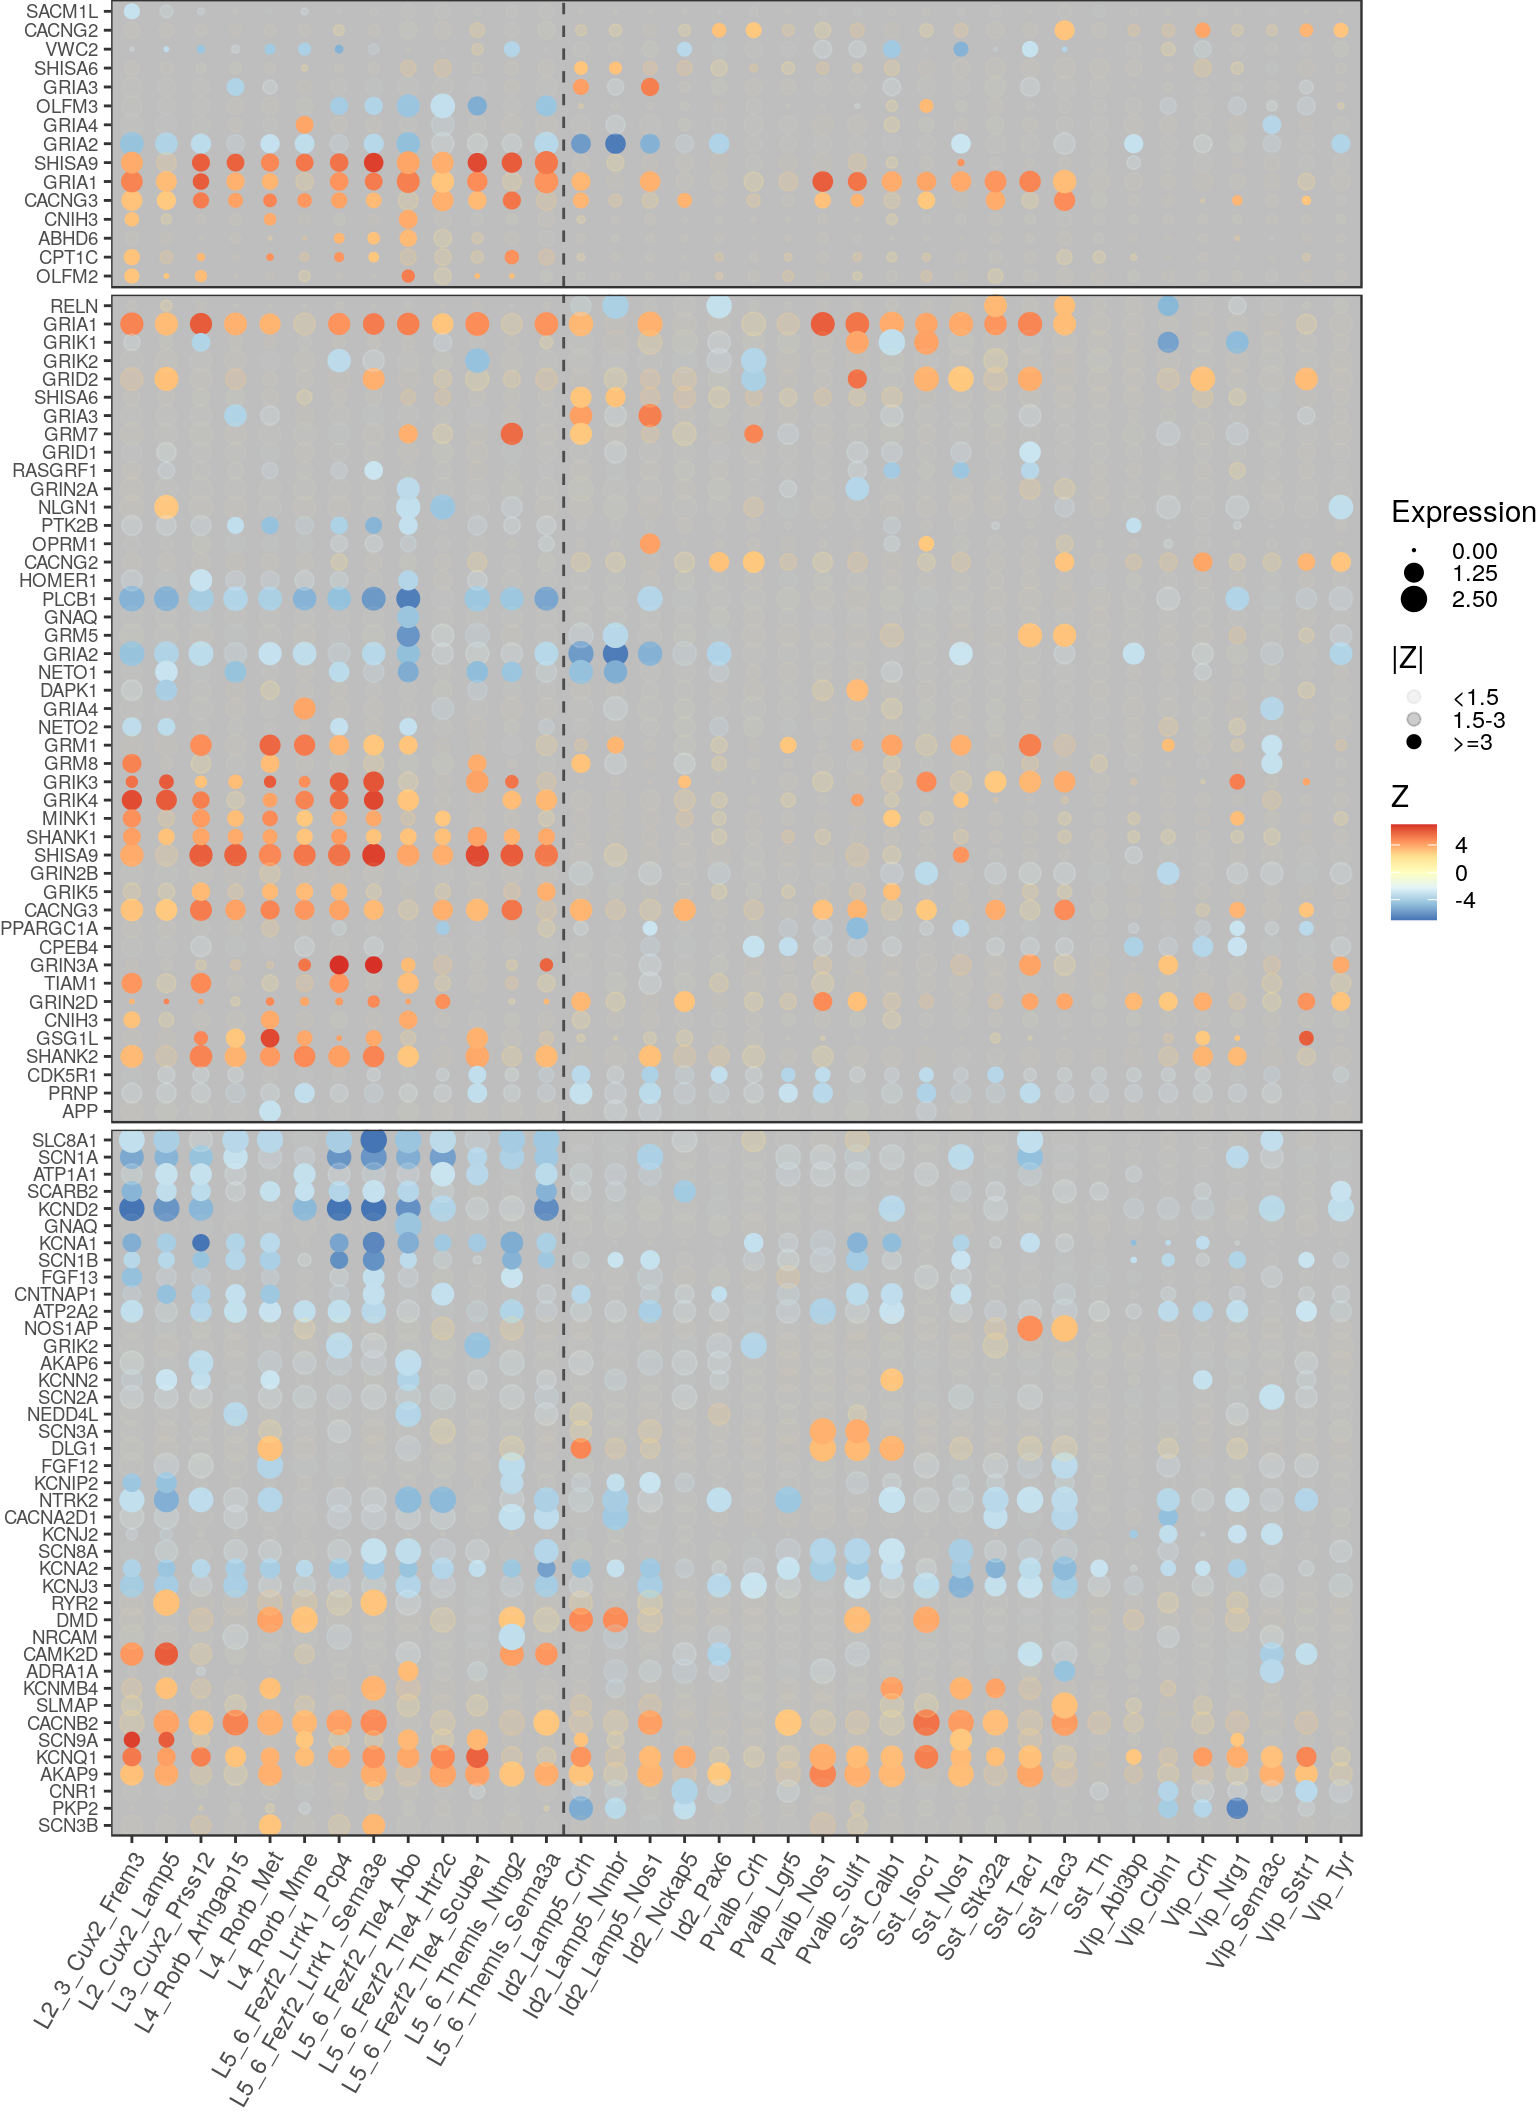 SACM1L
CACNG2
VWC2
SHISA6
GRIA3
OLFM3
GRIA4
GRIA2
SHISA9
GRIA1
CACNG3
CNIH3
ABHD6
CPT1C
OLFM2
RELN
GRIA1
GRIK1
GRIK2
GRID2
SHISA6
GRIA3
GRM7
GRID1
RASGRF1
GRIN2A
NLGN1
PTK2B
OPRM1
CACNG2
HOMER1
PLCB1
GNAQ
GRM5
GRIA2
NETO1
DAPK1
GRIA4
NETO2
GRM1
GRM8
GRIK3
GRIK4
MINK1
SHANK1
SHISA9
GRIN2B
GRIK5
CACNG3
PPARGC1A
CPEB4
GRIN3A
TIAM1
GRIN2D
CNIH3
GSG1L
SHANK2
CDK5R1
PRNP
APP
SLC8A1
SCN1A
ATP1A1
SCARB2
KCND2
GNAQ
KCNA1
SCN1B
FGF13
CNTNAP1
ATP2A2
NOS1AP
GRIK2
AKAP6
KCNN2
SCN2A
NEDD4L
SCN3A
DLG1
FGF12
KCNIP2
NTRK2
CACNA2D1
KCNJ2
SCN8A
KCNA2
KCNJ3
RYR2
DMD
NRCAM
CAMK2D
ADRA1A
KCNMB4
SLMAP
CACNB2
SCN9A
KCNQ1
AKAP9
CNR1
PKP2
SCN3B
L2_3_Cux2_Frem3
L2_Cux2_Lamp5
L3_Cux2_Prss12
L4_Rorb_Arhgap15
L4_Rorb_Met
L4_Rorb_Mme
L5_6_Fezf2_Lrrk1_Pcp4
L5_6_Fezf2_Lrrk1_Sema3e
L5_6_Fezf2_Tle4_Abo
L5_6_Fezf2_Tle4_Htr2c
L5_6_Fezf2_Tle4_Scube1
L5_6_Themis_Ntng2
L5_6_Themis_Sema3a
Id2_Lamp5_Crh
Id2_Lamp5_Nmbr
Id2_Lamp5_Nos1
Id2_Nckap5
Id2_Pax6
Pvalb_Crh
Pvalb_Lgr5
Pvalb_Nos1
Pvalb_Sulf1
Sst_Calb1
Sst_Isoc1
Sst_Nos1
Sst_Stk32a
Sst_Tac1
Sst_Tac3
Sst_Th
Vip_Abi3bp
Vip_Cbln1
Vip_Crh
Vip_Nrg1
Vip_Sema3c
Vip_Sstr1
Vip_Tyr
Expression
0.00
1.25
2.50
|Z|
<1.5
1.5-3
>=3
Z
4
0
-4